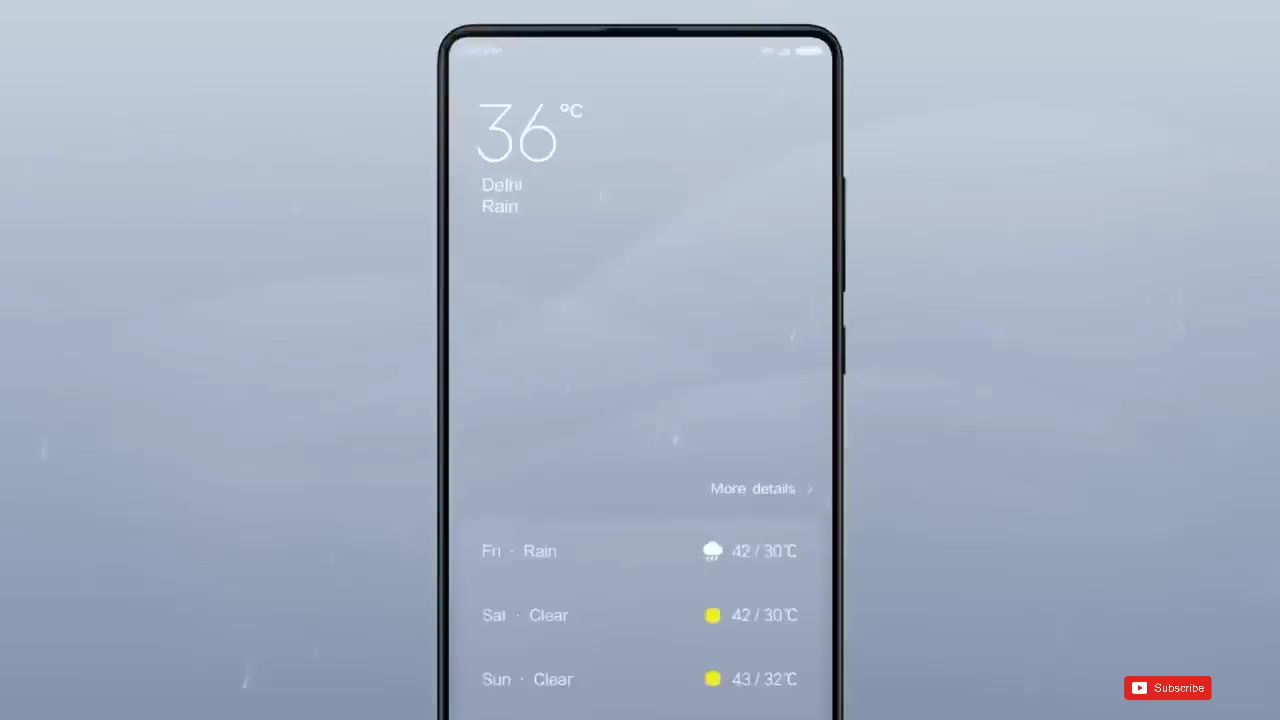 36 °C
Delhi
Rain
More details
Fri · Rain 42 / 30℃
Sat · Clear 42 / 30℃
Sun · Clear 43 / 32℃
Subscribe